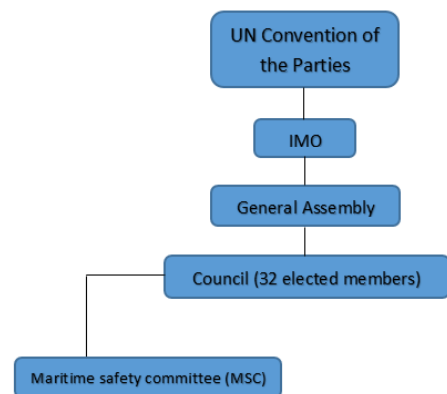 UN Convention of
the Parties
IMO
General Assembly
Council (32 elected members)
Maritime safety committee (MSC)